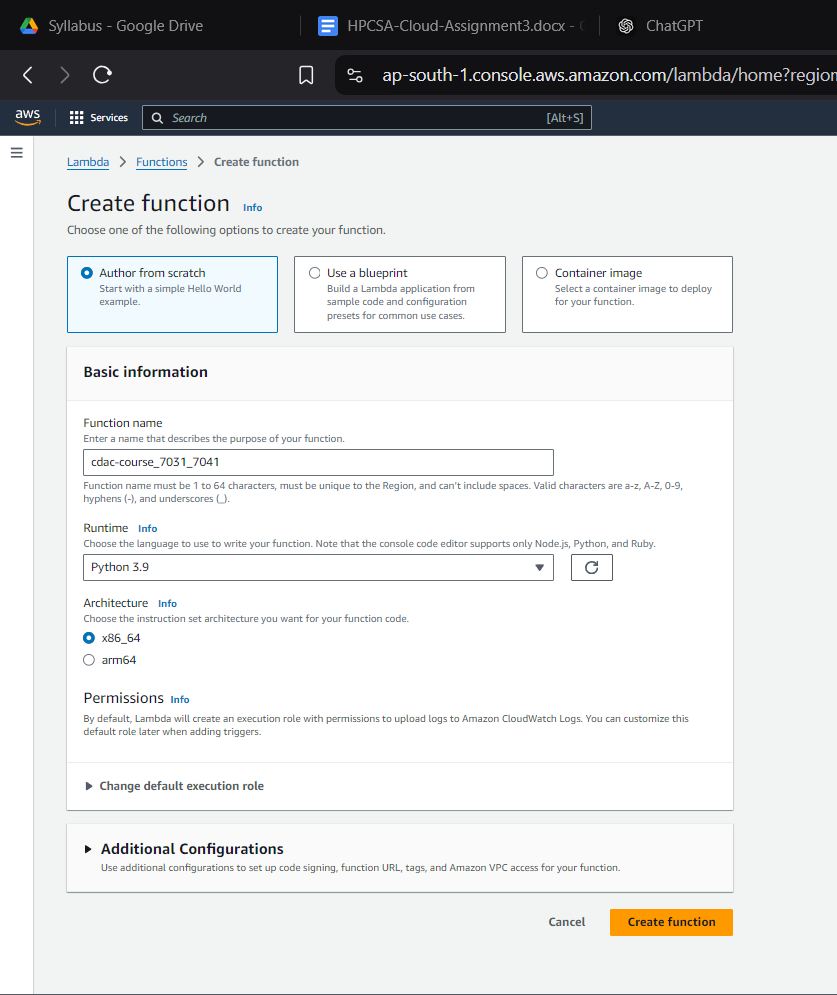 Syllabus - Google Drive
HPCSA-Cloud-Assignment3.docx -
ChatGPT
ap-south-1.console.aws.amazon.com/lambda/home?region
aws
Services
Search
[Alt+S]
Lambda > Functions > Create function
Create function Info
Choose one of the following options to create your function.
Author from scratch
Start with a simple Hello World
example.
Use a blueprint
Build a Lambda application from
sample code and configuration
presets for common use cases.
Container image
Select a container image to deploy
for your function.
Basic information
Function name
Enter a name that describes the purpose of your function.
cdac-course_7031_7041
Function name must be 1 to 64 characters, must be unique to the Region, and can't include spaces. Valid characters are a-z, A-Z, 0-9,
hyphens (-), and underscores (_).
Runtime Info
Choose the language to use to write your function. Note that the console code editor supports only Node.js, Python, and Ruby.
Python 3.9
Architecture Info
Choose the instruction set architecture you want for your function code.
x86_64
arm64
Permissions Info
By default, Lambda will create an execution role with permissions to upload logs to Amazon CloudWatch Logs. You can customize this
default role later when adding triggers.
Change default execution role
Additional Configurations
Use additional configurations to set up code signing, function URL, tags, and Amazon VPC access for your function.
Cancel
Create function